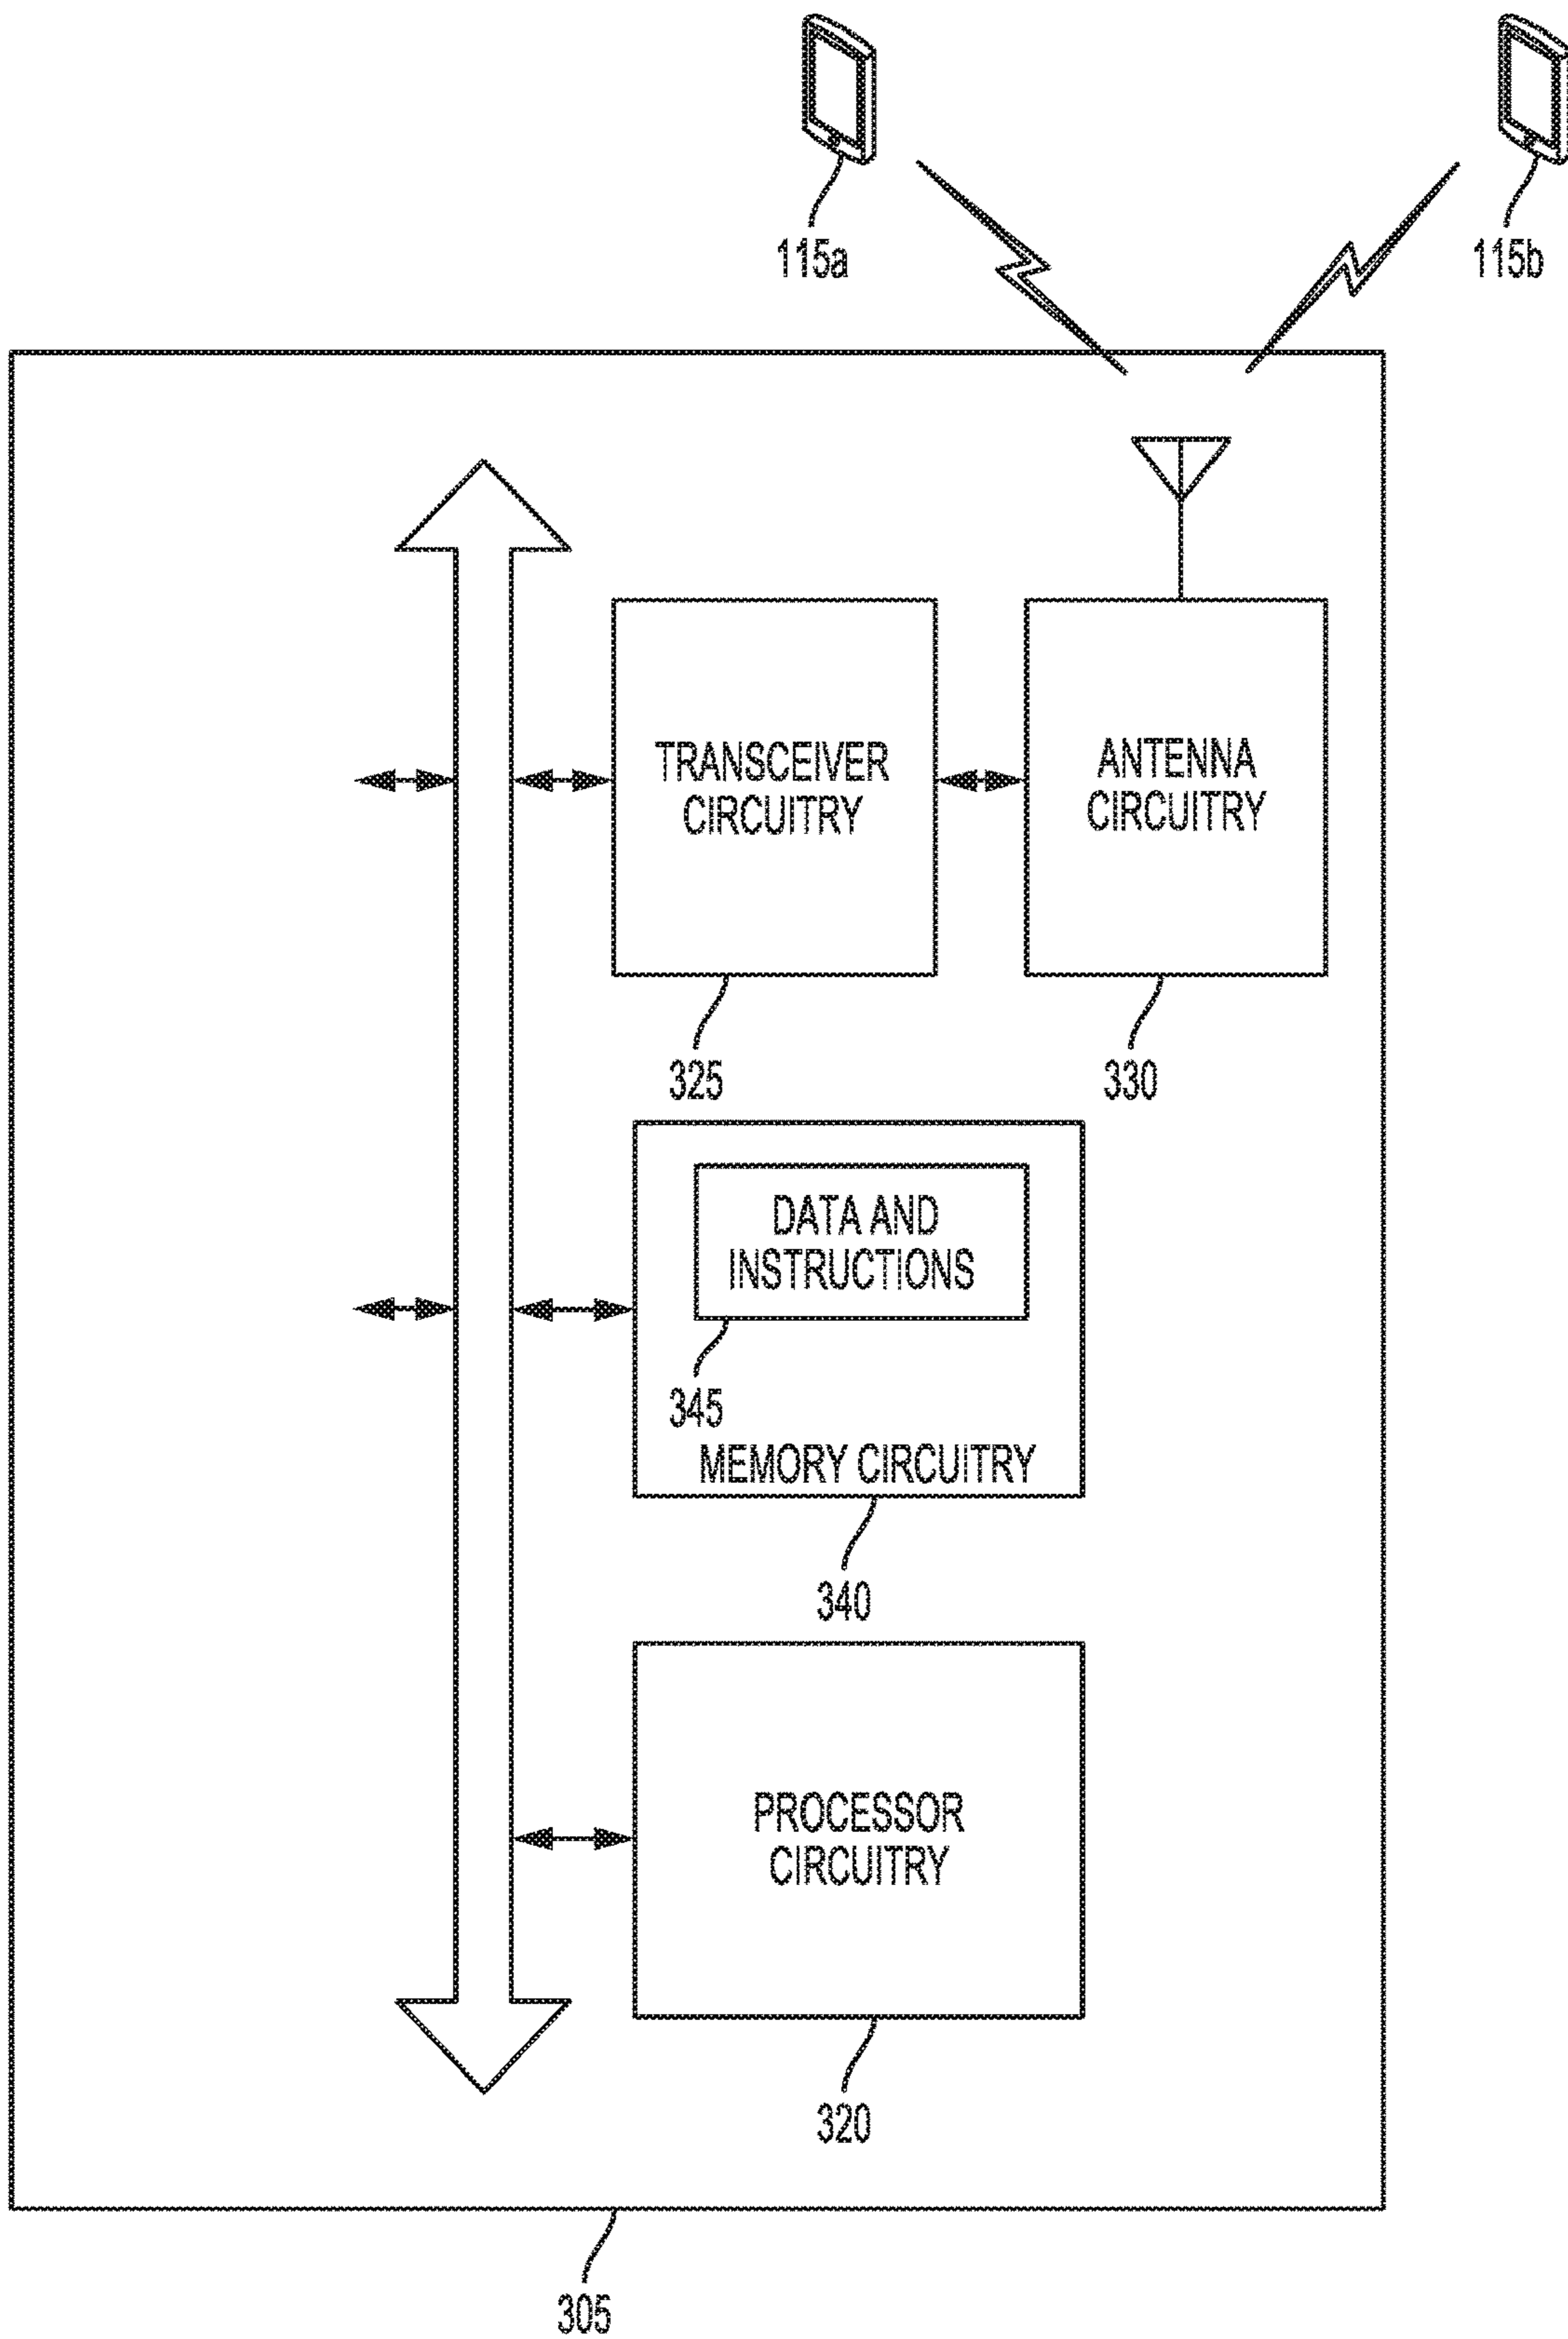 115a
115b
TRANSCEIVER
CIRCUITRY
ANTENNA
CIRCUITRY
325
330
DATA AND
INSTRUCTIONS
345
MEMORY CIRCUITRY
340
PROCESSOR
CIRCUITRY
320
305